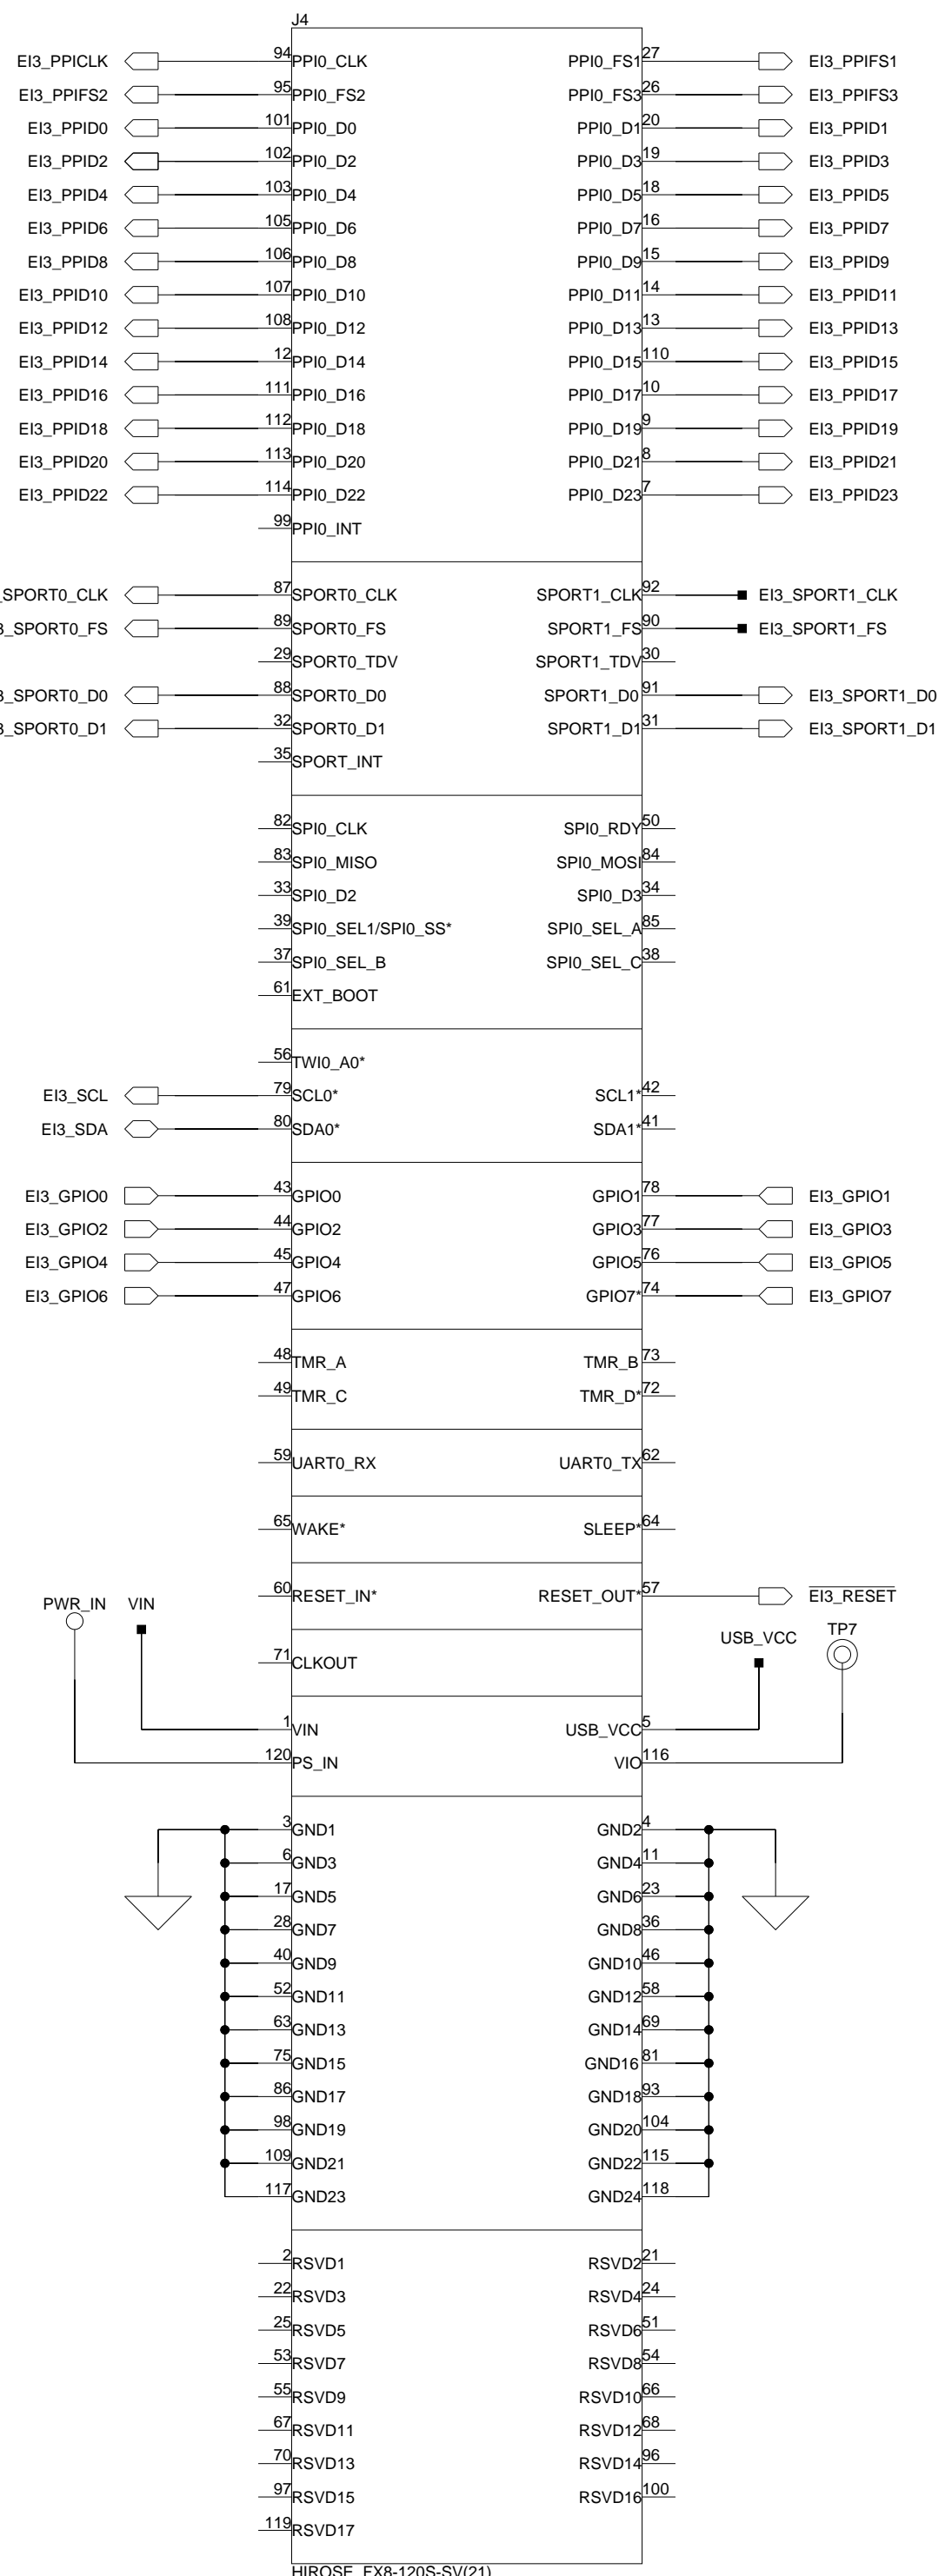 J4
EI3_PPICLK 94 PPI0_CLK PPI0_FS1 27 EI3_PPIFS1
EI3_PPIFS2 95 PPI0_FS2 PPI0_FS3 26 EI3_PPIFS3
EI3_PPID0 101 PPI0_D0 PPI0_D1 20 EI3_PPID1
EI3_PPID2 102 PPI0_D2 PPI0_D3 19 EI3_PPID3
EI3_PPID4 103 PPI0_D4 PPI0_D5 18 EI3_PPID5
EI3_PPID6 105 PPI0_D6 PPI0_D7 16 EI3_PPID7
EI3_PPID8 106 PPI0_D8 PPI0_D9 15 EI3_PPID9
EI3_PPID10 107 PPI0_D10 PPI0_D11 14 EI3_PPID11
EI3_PPID12 108 PPI0_D12 PPI0_D13 13 EI3_PPID13
EI3_PPID14 12 PPI0_D14 PPI0_D15 110 EI3_PPID15
EI3_PPID16 111 PPI0_D16 PPI0_D17 10 EI3_PPID17
EI3_PPID18 112 PPI0_D18 PPI0_D19 9 EI3_PPID19
EI3_PPID20 113 PPI0_D20 PPI0_D21 8 EI3_PPID21
EI3_PPID22 114 PPI0_D22 PPI0_D23 7 EI3_PPID23
99 PPI0_INT
_SPORT0_CLK 87 SPORT0_CLK SPORT1_CLK 92 EI3_SPORT1_CLK
3_SPORT0_FS 89 SPORT0_FS SPORT1_FS 90 EI3_SPORT1_FS
29 SPORT0_TDV SPORT1_TDV 30
3_SPORT0_D0 88 SPORT0_D0 SPORT1_D0 91 EI3_SPORT1_D0
3_SPORT0_D1 32 SPORT0_D1 SPORT1_D1 31 EI3_SPORT1_D1
35 SPORT_INT
82 SPI0_CLK SPI0_RDY 50
83 SPI0_MISO SPI0_MOSI 84
33 SPI0_D2 SPI0_D3 34
39 SPI0_SEL1/SPI0_SS* SPI0_SEL_A 85
37 SPI0_SEL_B SPI0_SEL_C 38
61 EXT_BOOT
56 TWI0_A0*
EI3_SCL 79 SCL0* SCL1* 42
EI3_SDA 80 SDA0* SDA1* 41
EI3_GPIO0 43 GPIO0 GPIO1 78 EI3_GPIO1
EI3_GPIO2 44 GPIO2 GPIO3 77 EI3_GPIO3
EI3_GPIO4 45 GPIO4 GPIO5 76 EI3_GPIO5
EI3_GPIO6 47 GPIO6 GPIO7* 74 EI3_GPIO7
48 TMR_A TMR_B 73
49 TMR_C TMR_D* 72
59 UART0_RX UART0_TX 62
65 WAKE* SLEEP* 64
60 RESET_IN* RESET_OUT* 57 EI3_RESET
PWR_IN VIN
USB_VCC TP7
71 CLKOUT
1 VIN USB_VCC 5
120 PS_IN VIO 116
3 GND1 GND2 4
6 GND3 GND4 11
17 GND5 GND6 23
28 GND7 GND8 36
40 GND9 GND10 46
52 GND11 GND12 58
63 GND13 GND14 69
75 GND15 GND16 81
86 GND17 GND18 93
98 GND19 GND20 104
109 GND21 GND22 115
117 GND23 GND24 118
2 RSVD1 RSVD2 21
22 RSVD3 RSVD4 24
25 RSVD5 RSVD6 51
53 RSVD7 RSVD8 54
55 RSVD9 RSVD10 66
67 RSVD11 RSVD12 68
70 RSVD13 RSVD14 96
97 RSVD15 RSVD16 100
119 RSVD17
HIROSE_FX8-120S-SV(21)